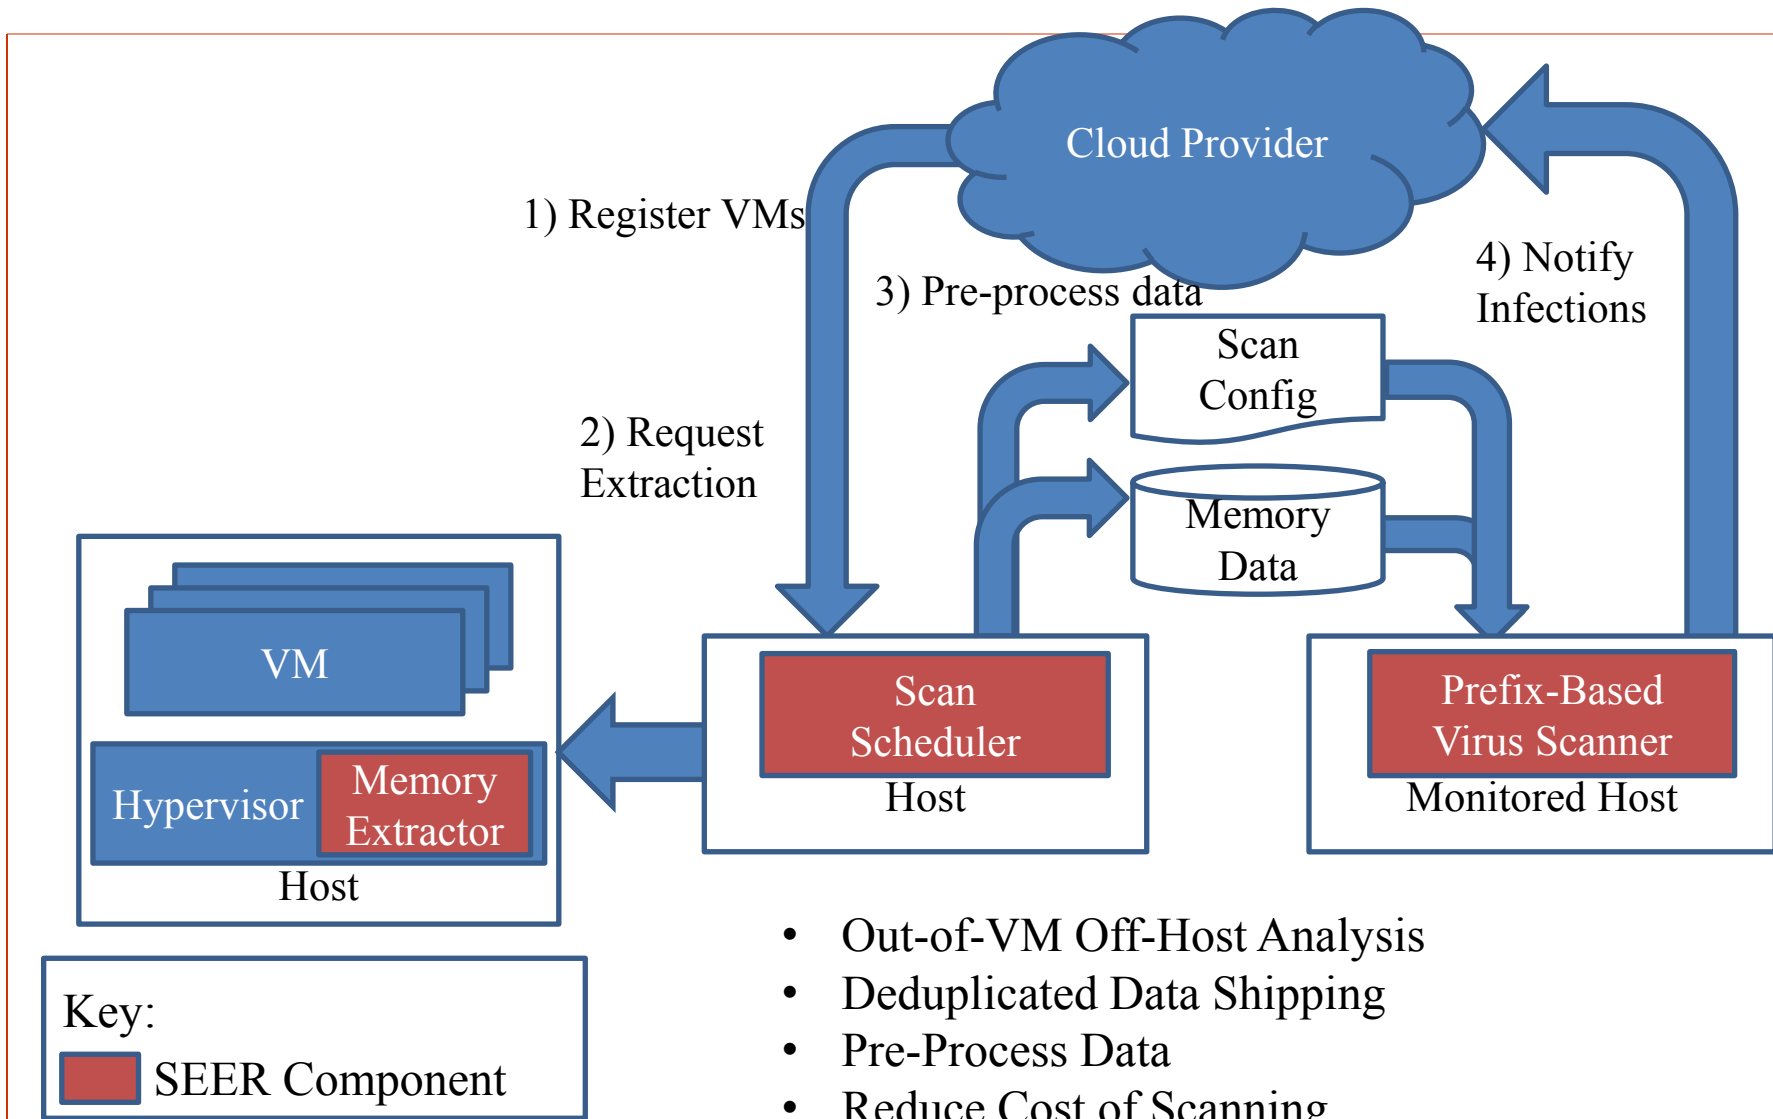 Cloud Provider
1) Register VMs
3) Pre-process data
4) Notify
Infections
Scan
Config
2) Request
Extraction
Memory
Data
VM
Scan
Scheduler
Prefix-Based
Virus Scanner
Hypervisor
Memory
Extractor
Host
Monitored Host
Host
• Out-of-VM Off-Host Analysis
• Deduplicated Data Shipping
• Pre-Process Data
• Reduce Cost of Scanning
Key:
SEER Component